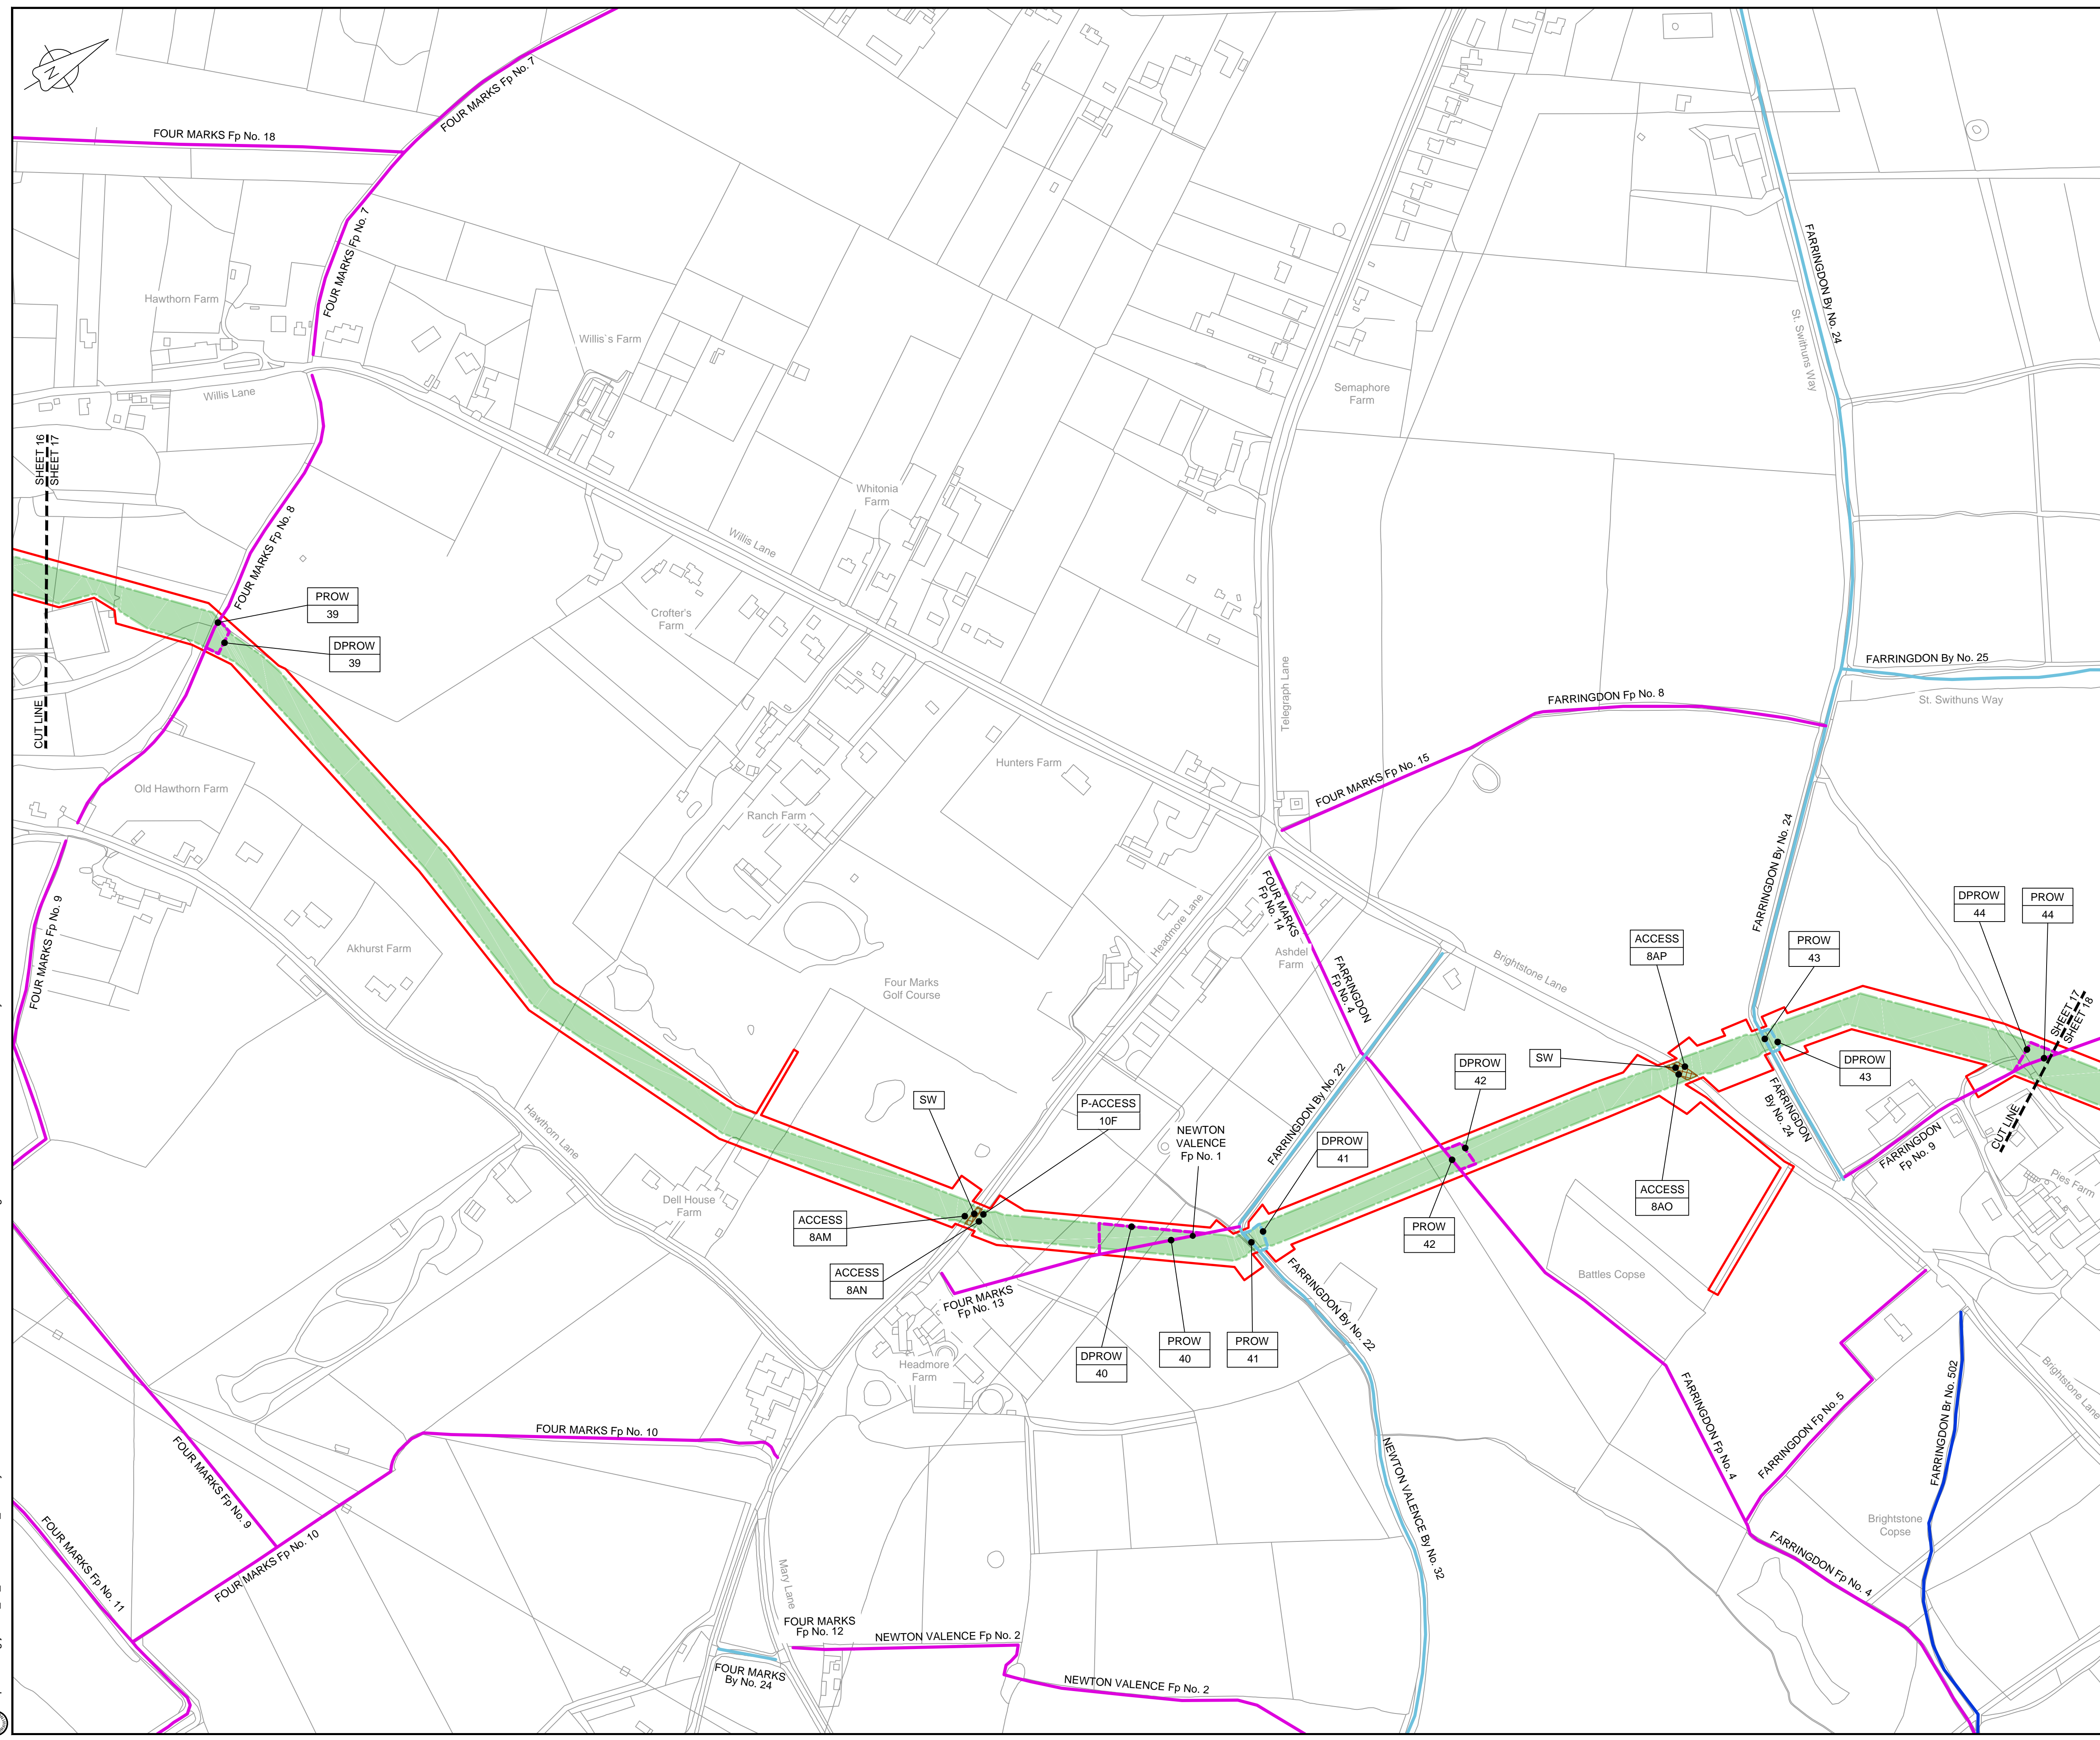 N
FOUR MARKS Fp No. 18
FOUR MARKS Fp No. 7
FOUR MARKS Fp No. 7
Hawthorn Farm
Willis Lane
Willis`s Farm
SHEET 16
SHEET 17
CUT LINE
FOUR MARKS Fp No. 8
PROW
39
DPROW
39
Whitonia
Farm
Willis Lane
Crofter's
Farm
Semaphore
Farm
FARRINGDON By No. 24
St. Swithuns Way
FARRINGDON By No. 25
St. Swithuns Way
Telegraph Lane
FARRINGDON Fp No. 8
FOUR MARKS Fp No. 15
Old Hawthorn Farm
Hunters Farm
Ranch Farm
FOUR MARKS Fp No. 9
Akhurst Farm
Four Marks
Golf Course
Headmore Lane
FOUR MARKS
Fp No. 14
Ashdel
Farm
FARRINGDON
Fp No. 4
Brightstone Lane
FARRINGDON By No. 24
ACCESS
8AP
PROW
43
DPROW
44
PROW
44
SHEET 17
SHEET 18
CUT LINE
SW
DPROW
43
DPROW
42
FARRINGDON By No. 22
FARRINGDON
By No. 24
FARRINGDON
Fp No. 9
Pies Farm
Hawthorn Lane
SW
P-ACCESS
10F
NEWTON
VALENCE
Fp No. 1
DPROW
41
Dell House
Farm
ACCESS
8AM
ACCESS
8AN
FOUR MARKS
Fp No. 13
PROW
42
ACCESS
8AO
Battles Copse
FARRINGDON By No. 22
DPROW
40
PROW
40
PROW
41
Headmore
Farm
FOUR MARKS Fp No. 10
FOUR MARKS Fp No. 9
FOUR MARKS Fp No. 10
FOUR MARKS Fp No. 11
NEWTON VALENCE By No. 32
FARRINGDON Fp No. 4
FARRINGDON Fp No. 5
FARRINGDON Br No. 502
Brightstone Lane
Brightstone
Copse
FARRINGDON Fp No. 4
Mary Lane
FOUR MARKS
Fp No. 12
NEWTON VALENCE Fp No. 2
FOUR MARKS
By No. 24
NEWTON VALENCE Fp No. 2